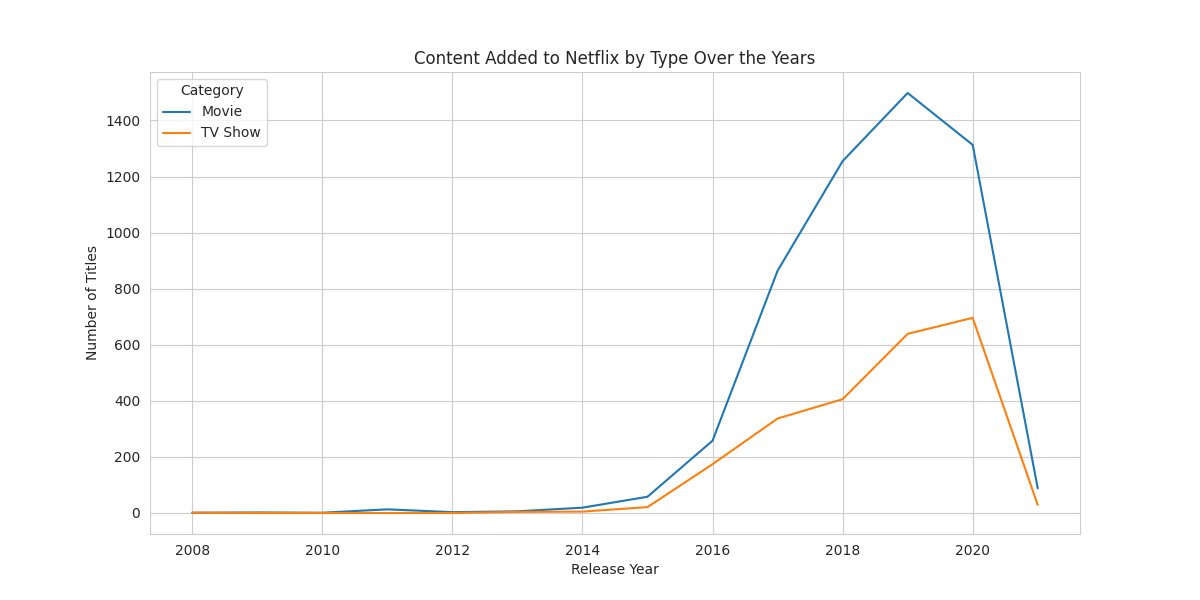 Content Added to Netflix by Type Over the Years
Category
Movie
TV Show
1400
1200
1000
800
600
400
200
0
Number of Titles
2008 2010 2012 2014 2016 2018 2020
Release Year